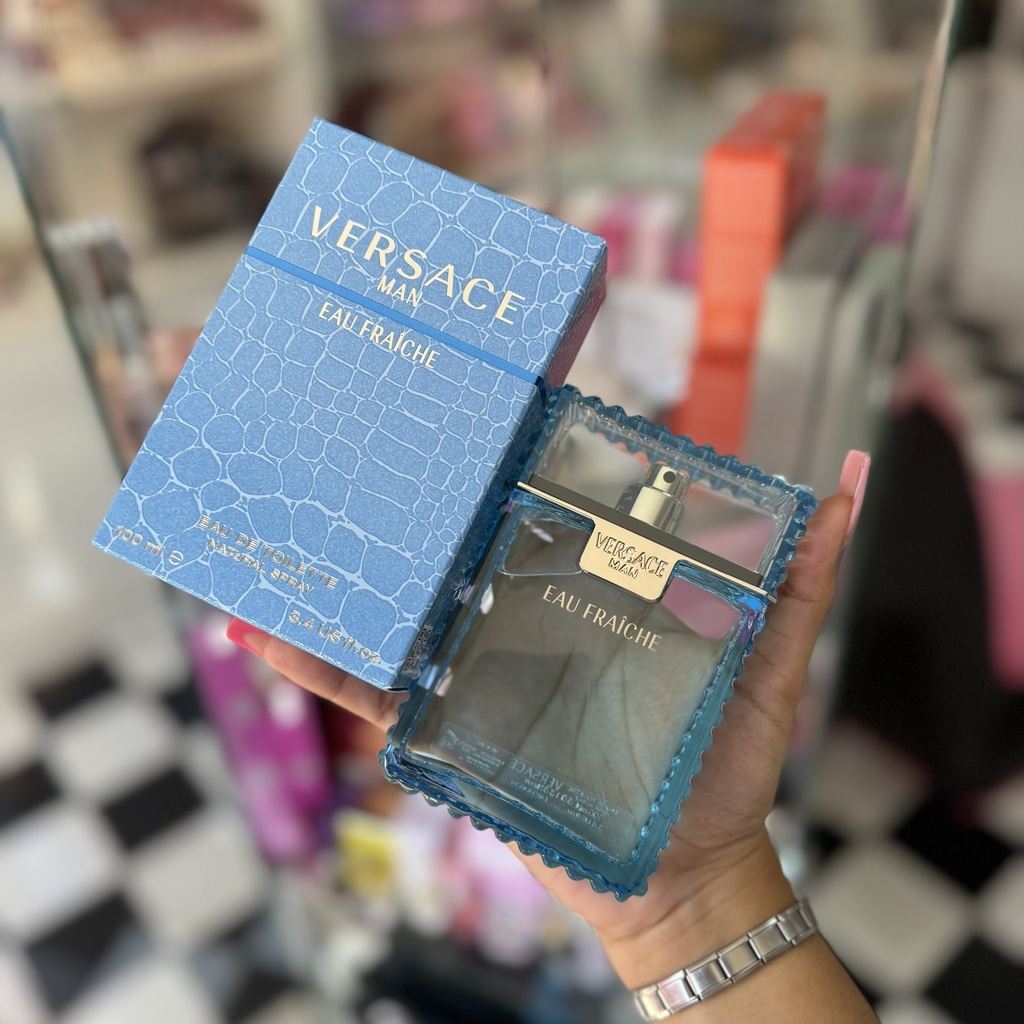 VERSACE
MAN
EAU FRAÎCHE
EAU DE TOILETTE
NATURAL SPRAY
100 ml ℮
3.4 US fl.oz
VERSACE
MAN
EAU FRAÎCHE
VERSACE